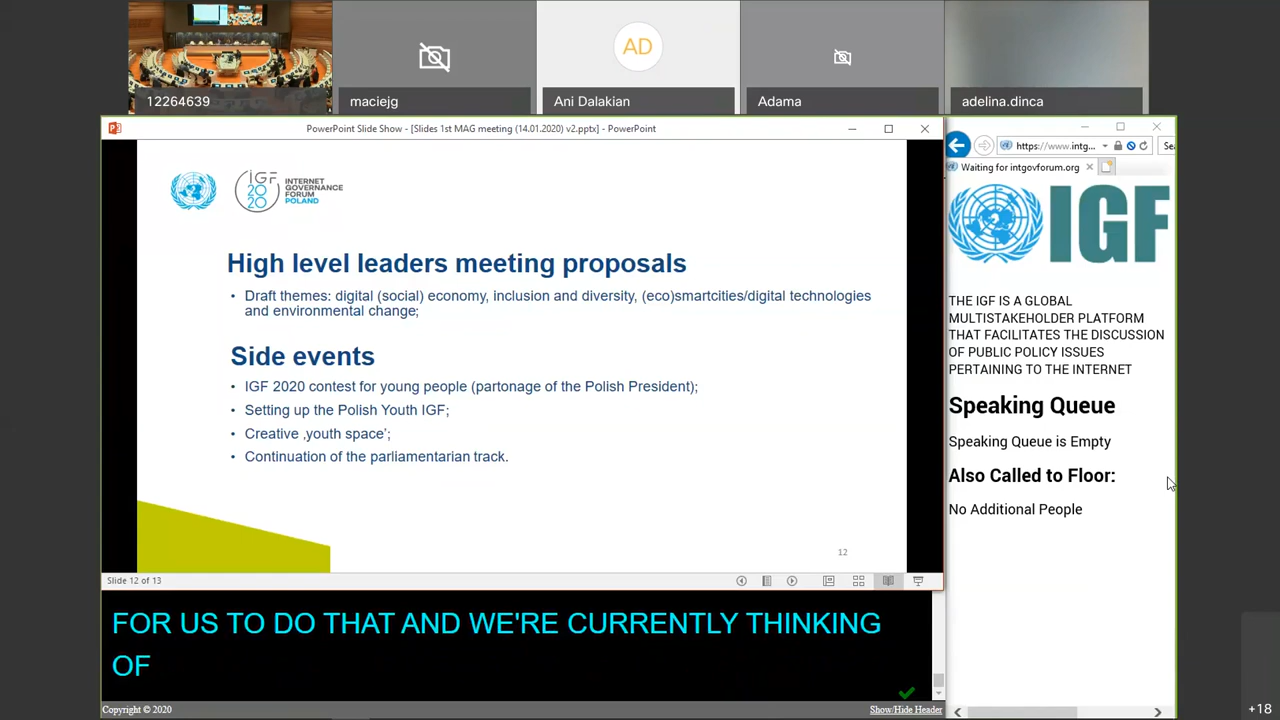 12264639
maciejg
AD
Ani Dalakian
Adama
adelina.dinca
PowerPoint Slide Show - [Slides 1st MAG meeting (14.01.2020) v2.pptx] - PowerPoint
IGF
20
20
INTERNET
GOVERNANCE
FORUM
POLAND
High level leaders meeting proposals
• Draft themes: digital (social) economy, inclusion and diversity, (eco)smartcities/digital technologies
and environmental change;
Side events
• IGF 2020 contest for young people (partonage of the Polish President);
• Setting up the Polish Youth IGF;
• Creative ‚youth space’;
• Continuation of the parliamentarian track.
12
Slide 12 of 13
FOR US TO DO THAT AND WE'RE CURRENTLY THINKING
OF
Copyright © 2020
Show/Hide Header
https://www.intg...
Sea
Waiting for intgovforum.org
IGF
THE IGF IS A GLOBAL
MULTISTAKEHOLDER PLATFORM
THAT FACILITATES THE DISCUSSION
OF PUBLIC POLICY ISSUES
PERTAINING TO THE INTERNET
Speaking Queue
Speaking Queue is Empty
Also Called to Floor:
No Additional People
+18